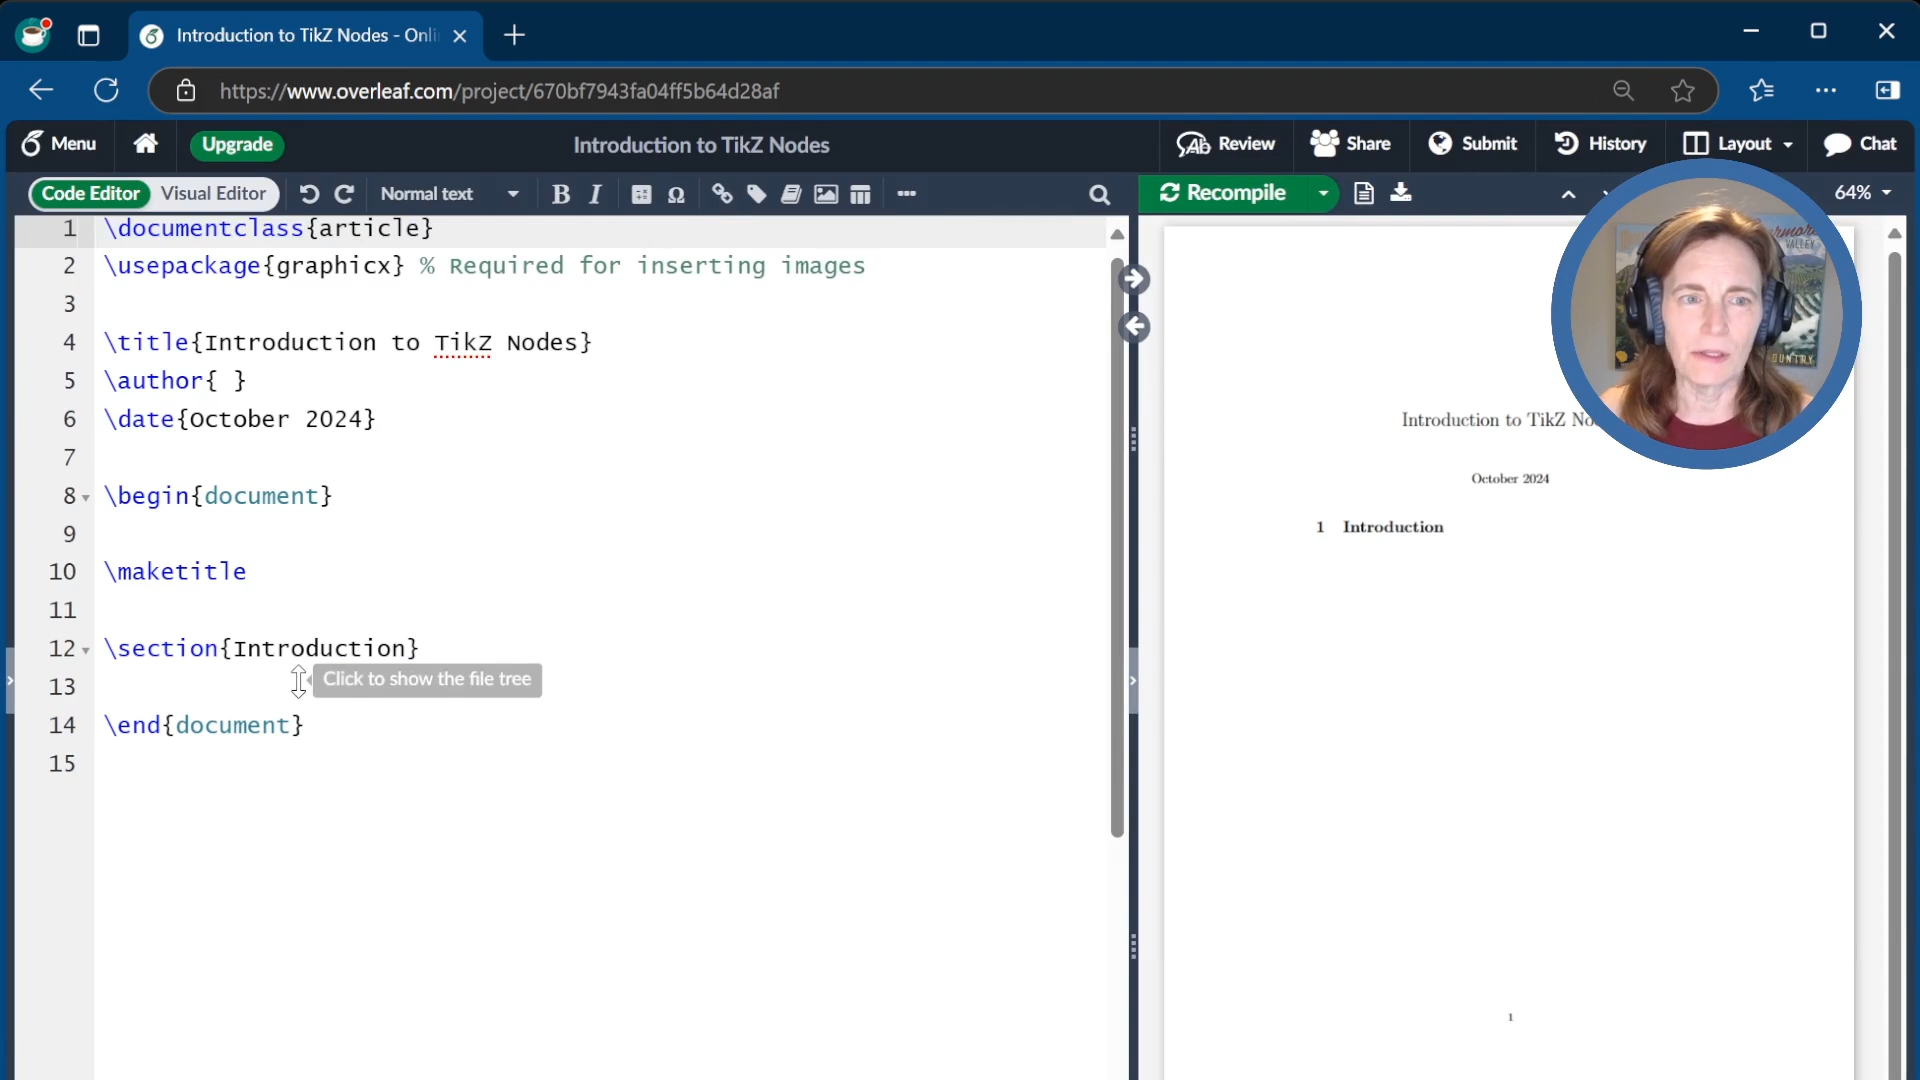 Introduction to TikZ Nodes - Onli
https://www.overleaf.com/project/670bf7943fa04ff5b64d28af
Menu
Upgrade
Introduction to TikZ Nodes
Review
Share
Submit
History
Layout
Chat
Code Editor
Visual Editor
Normal text
B
I
Ω
Recompile
64%
1 \documentclass{article}
2 \usepackage{graphicx} % Required for inserting images
3
4 \title{Introduction to TikZ Nodes}
5 \author{ }
6 \date{October 2024}
7
8 \begin{document}
9
10 \maketitle
11
12 \section{Introduction}
Click to show the file tree
13
14 \end{document}
15
Introduction to TikZ No
October 2024
1 Introduction
1
VALLEY